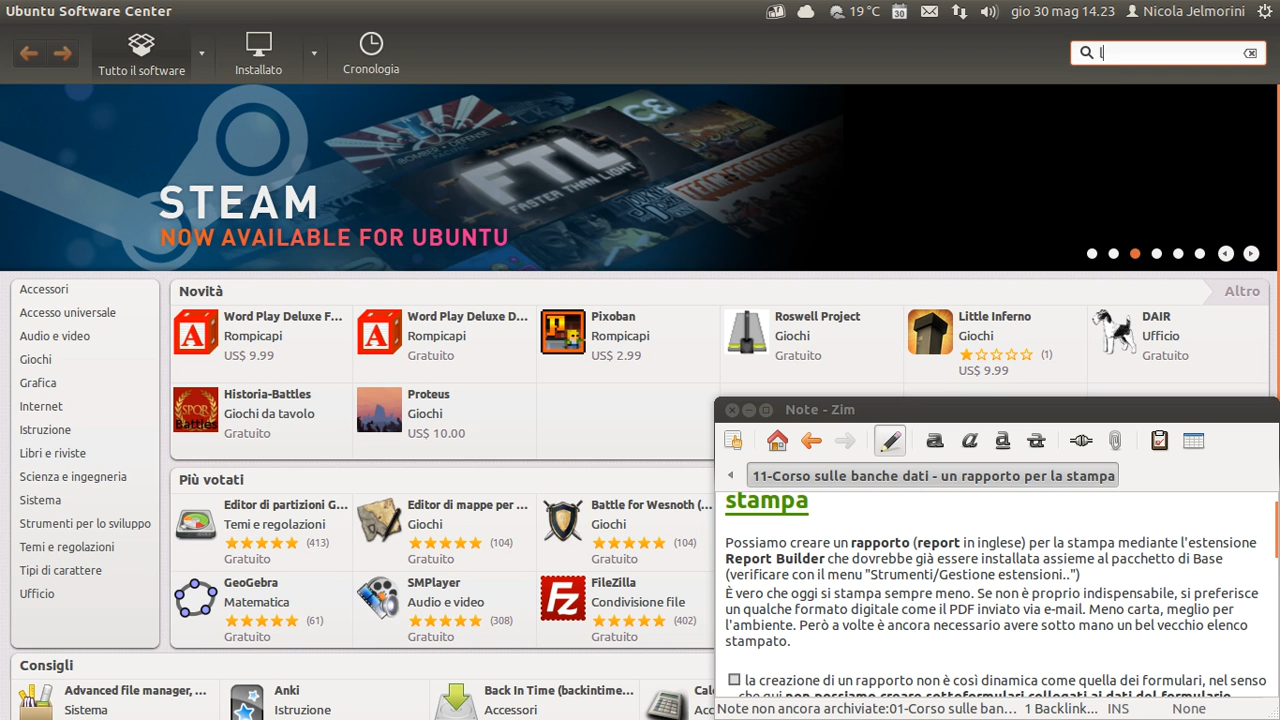 Ubuntu Software Center
19 °C
30
gio 30 mag 14.23
Nicola Jelmorini
Tutto il software
Installato
Cronologia
l
STEAM
NOW AVAILABLE FOR UBUNTU
FTL
FASTER THAN LIGHT
Accessori
Accesso universale
Audio e video
Giochi
Grafica
Internet
Istruzione
Libri e riviste
Scienza e ingegneria
Sistema
Strumenti per lo sviluppo
Temi e regolazioni
Tipi di carattere
Ufficio
Novità
Altro
Word Play Deluxe F...
Rompicapi
US$ 9.99
Word Play Deluxe D...
Rompicapi
Gratuito
Pixoban
Rompicapi
US$ 2.99
Roswell Project
Giochi
Gratuito
Little Inferno
Giochi
(1)
US$ 9.99
DAIR
Ufficio
Gratuito
Historia-Battles
Giochi da tavolo
Gratuito
Proteus
Giochi
US$ 10.00
Più votati
Editor di partizioni G...
Temi e regolazioni
(413)
Gratuito
Editor di mappe per ...
Giochi
(104)
Gratuito
Battle for Wesnoth (...
Giochi
(104)
Gratuito
GeoGebra
Matematica
(61)
Gratuito
SMPlayer
Audio e video
(308)
Gratuito
FileZilla
Condivisione file
(402)
Gratuito
Consigli
Advanced file manager, ...
Sistema
Anki
Istruzione
Back In Time (backintime...
Accessori
Note - Zim
11-Corso sulle banche dati - un rapporto per la stampa
stampa
Possiamo creare un rapporto (report in inglese) per la stampa mediante l'estensione
Report Builder che dovrebbe già essere installata assieme al pacchetto di Base
(verificare con il menu "Strumenti/Gestione estensioni..")
È vero che oggi si stampa sempre meno. Se non è proprio indispensabile, si preferisce
un qualche formato digitale come il PDF inviato via e-mail. Meno carta, meglio per
l'ambiente. Però a volte è ancora necessario avere sotto mano un bel vecchio elenco
stampato.
la creazione di un rapporto non è così dinamica come quella dei formulari, nel senso
che qui non possiamo creare sottoformulari collegati ai dati del formulario
Note non ancora archiviate:01-Corso sulle ban...
1 Backlink...
INS
None